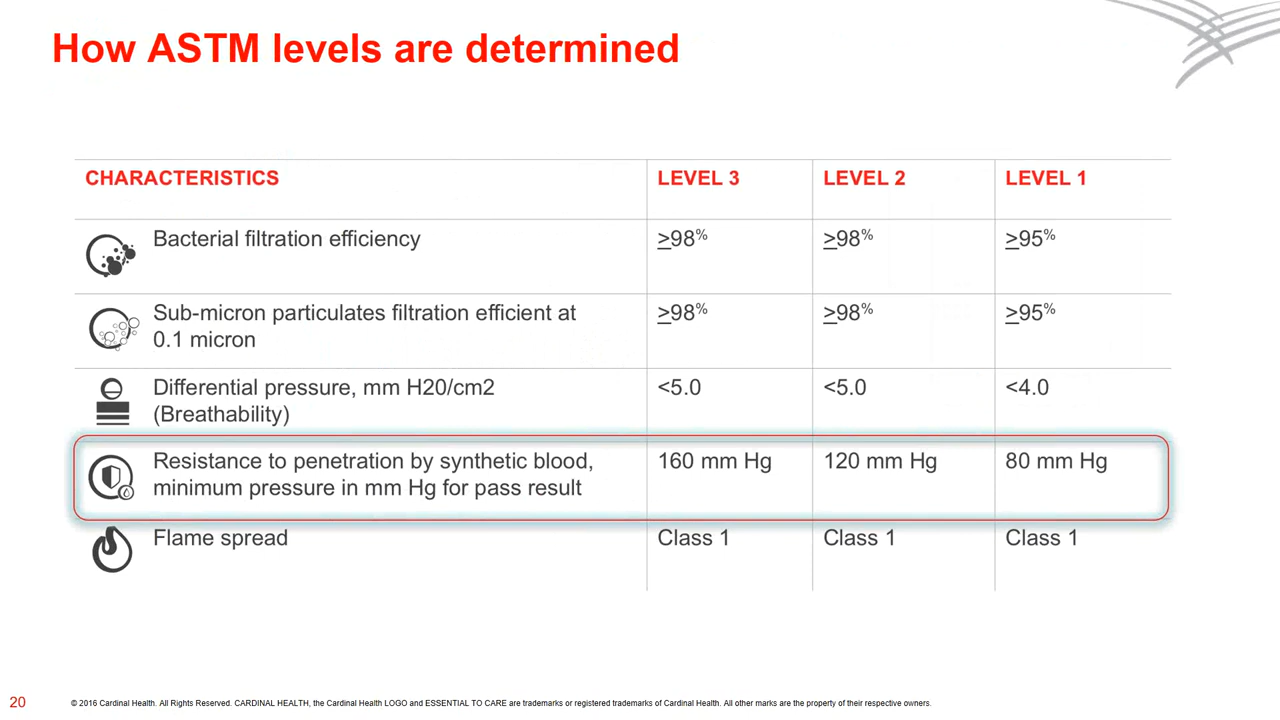 How ASTM levels are determined
CHARACTERISTICS LEVEL 3 LEVEL 2 LEVEL 1
Bacterial filtration efficiency ≥98% ≥98% ≥95%
Sub-micron particulates filtration efficient at ≥98% ≥98% ≥95%
0.1 micron
Differential pressure, mm H20/cm2 <5.0 <5.0 <4.0
(Breathability)
Resistance to penetration by synthetic blood, 160 mm Hg 120 mm Hg 80 mm Hg
minimum pressure in mm Hg for pass result
Flame spread Class 1 Class 1 Class 1
20 © 2016 Cardinal Health. All Rights Reserved. CARDINAL HEALTH, the Cardinal Health LOGO and ESSENTIAL TO CARE are trademarks or registered trademarks of Cardinal Health. All other marks are the property of their respective owners.